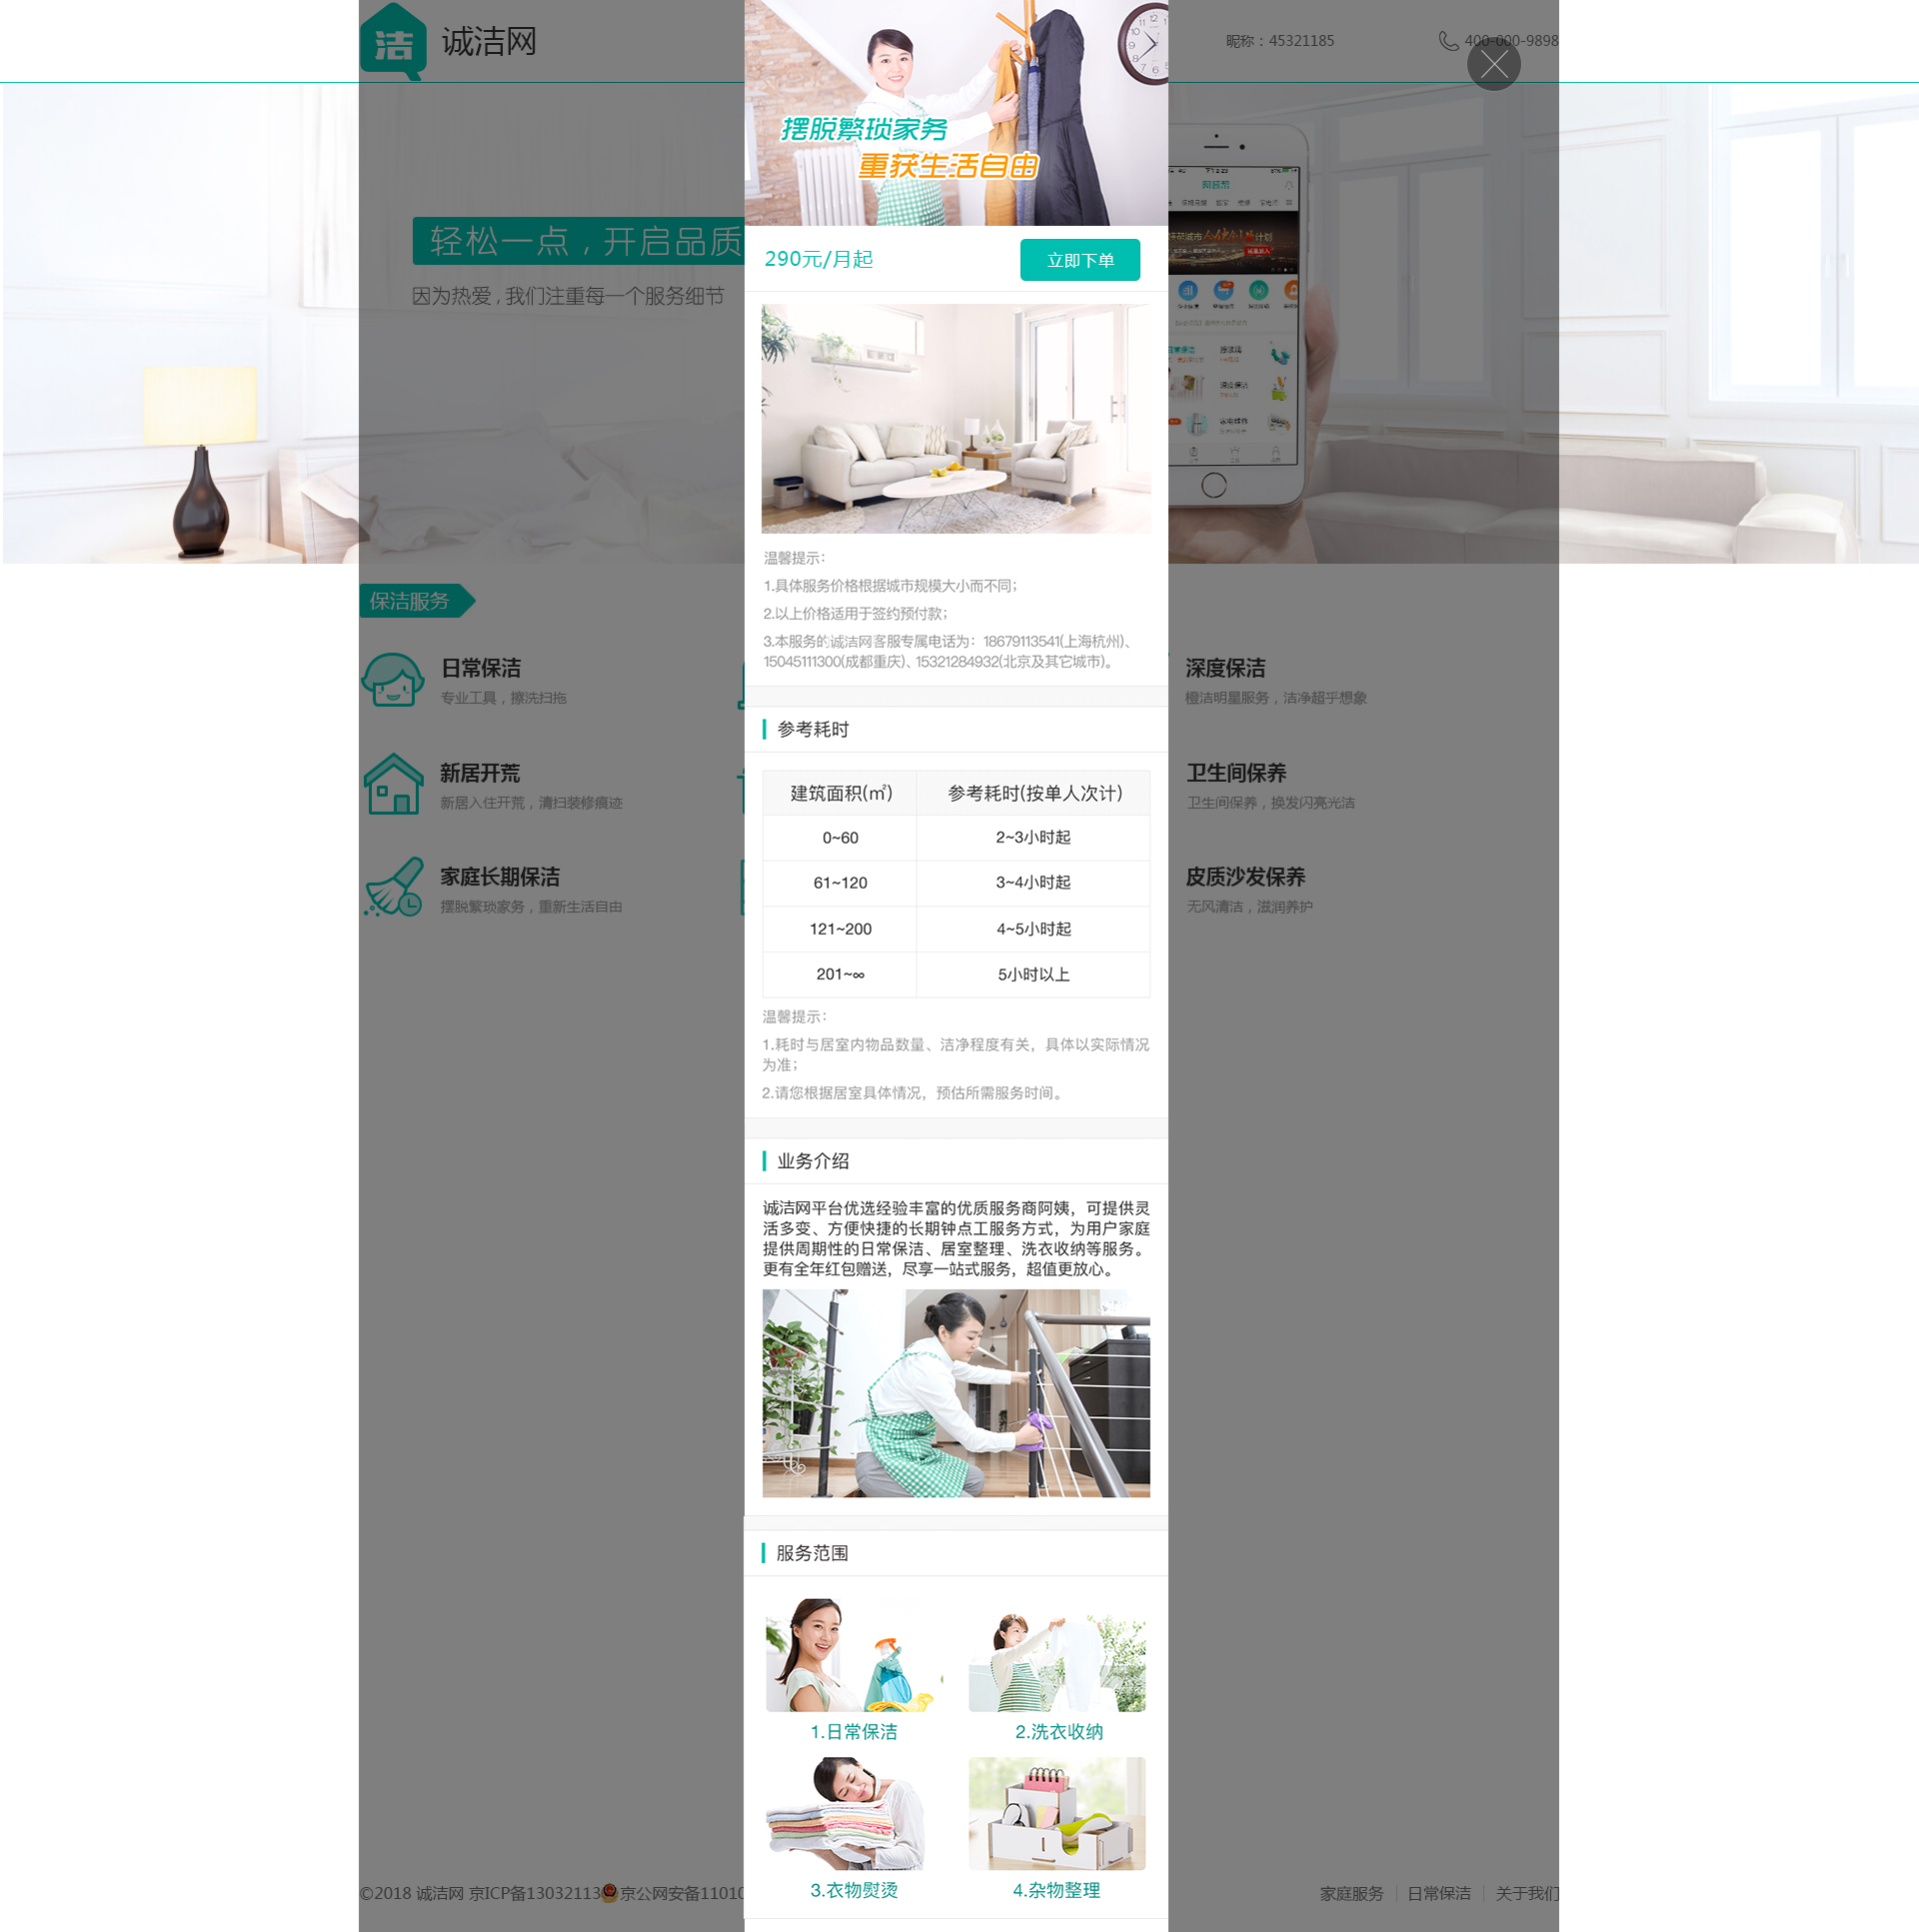 洁 诚洁网
昵称：45321185
400-000-9898
摆脱繁琐家务
重获生活自由
轻松一点，开启品质
因为热爱，我们注重每一个服务细节
290元/月起
立即下单
温馨提示：
1.具体服务价格根据城市规模大小而不同；
2.以上价格适用于签约预付款；
3.本服务的诚洁网客服专属电话为：18679113541(上海杭州)、
15045111300(成都重庆)、15321284932(北京及其它城市)。
保洁服务
日常保洁
专业工具，擦洗扫拖
深度保洁
橙洁明星服务，洁净超乎想象
新居开荒
新居入住开荒，清扫装修痕迹
卫生间保养
卫生间保养，换发闪亮光洁
家庭长期保洁
摆脱繁琐家务，重新生活自由
皮质沙发保养
无风清洁，滋润养护
参考耗时
建筑面积(㎡) 参考耗时(按单人次计)
0~60 2~3小时起
61~120 3~4小时起
121~200 4~5小时起
201~∞ 5小时以上
温馨提示：
1.耗时与居室内物品数量、洁净程度有关，具体以实际情况
为准；
2.请您根据居室具体情况，预估所需服务时间。
业务介绍
诚洁网平台优选经验丰富的优质服务商阿姨，可提供灵
活多变、方便快捷的长期钟点工服务方式，为用户家庭
提供周期性的日常保洁、居室整理、洗衣收纳等服务。
更有全年红包赠送，尽享一站式服务，超值更放心。
服务范围
1.日常保洁 2.洗衣收纳
3.衣物熨烫 4.杂物整理
©2018 诚洁网 京ICP备13032113 京公网安备11010
家庭服务 日常保洁 关于我们